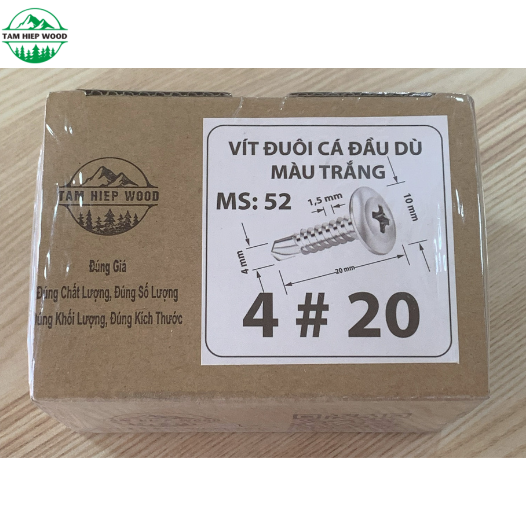 TAM HIEP WOOD
TAM HIEP WOOD
Đúng Giá
Đúng Chất Lượng, Đúng Số Lượng
Đúng Khối Lượng, Đúng Kích Thước
VÍT ĐUÔI CÁ ĐẦU DÙ
MÀU TRẮNG
MS: 52
1,5 mm
10 mm
4 mm
20 mm
4 # 20